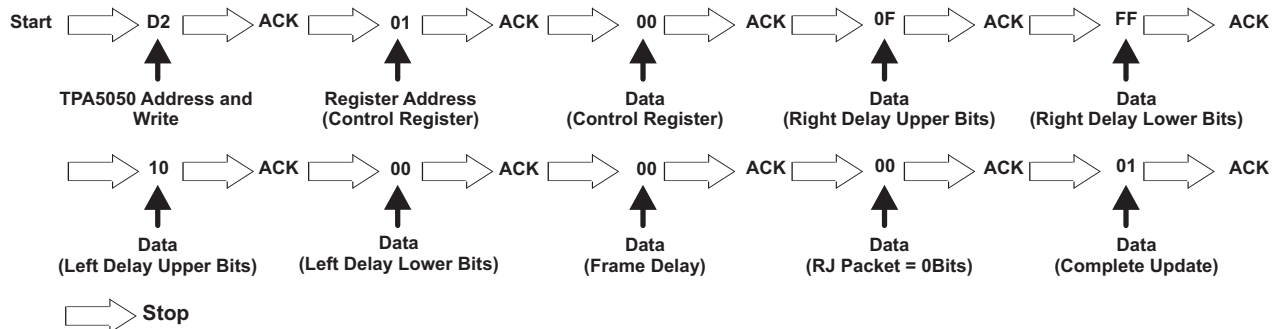 Start D2 ACK 01 ACK 00 ACK 0F ACK FF ACK
TPA5050 Address and Write
Register Address (Control Register)
Data (Control Register)
Data (Right Delay Upper Bits)
Data (Right Delay Lower Bits)
10 ACK 00 ACK 00 ACK 00 ACK 01 ACK
Data (Left Delay Upper Bits)
Data (Left Delay Lower Bits)
Data (Frame Delay)
Data (RJ Packet = 0Bits)
Data (Complete Update)
Stop